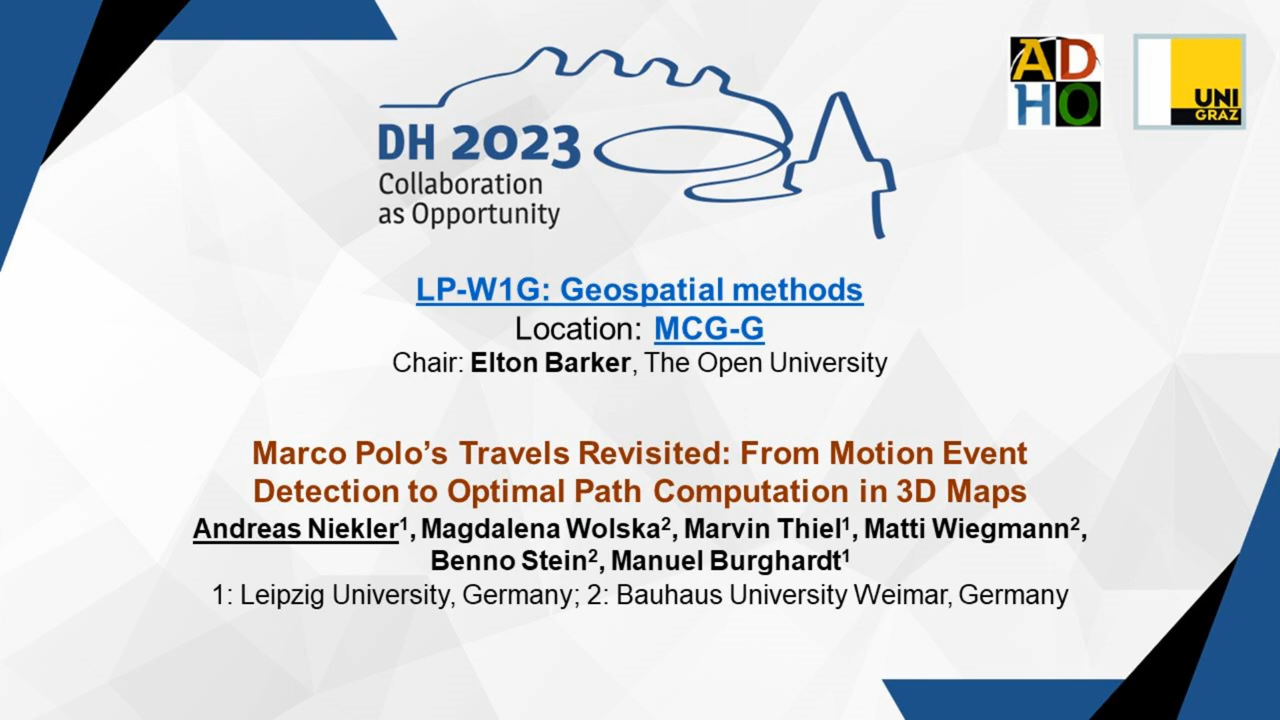 AD
HO
UNI
GRAZ
DH 2023
Collaboration
as Opportunity
LP-W1G: Geospatial methods
Location: MCG-G
Chair: Elton Barker, The Open University
Marco Polo’s Travels Revisited: From Motion Event
Detection to Optimal Path Computation in 3D Maps
Andreas Niekler¹, Magdalena Wolska², Marvin Thiel¹, Matti Wiegmann²,
Benno Stein², Manuel Burghardt¹
1: Leipzig University, Germany; 2: Bauhaus University Weimar, Germany